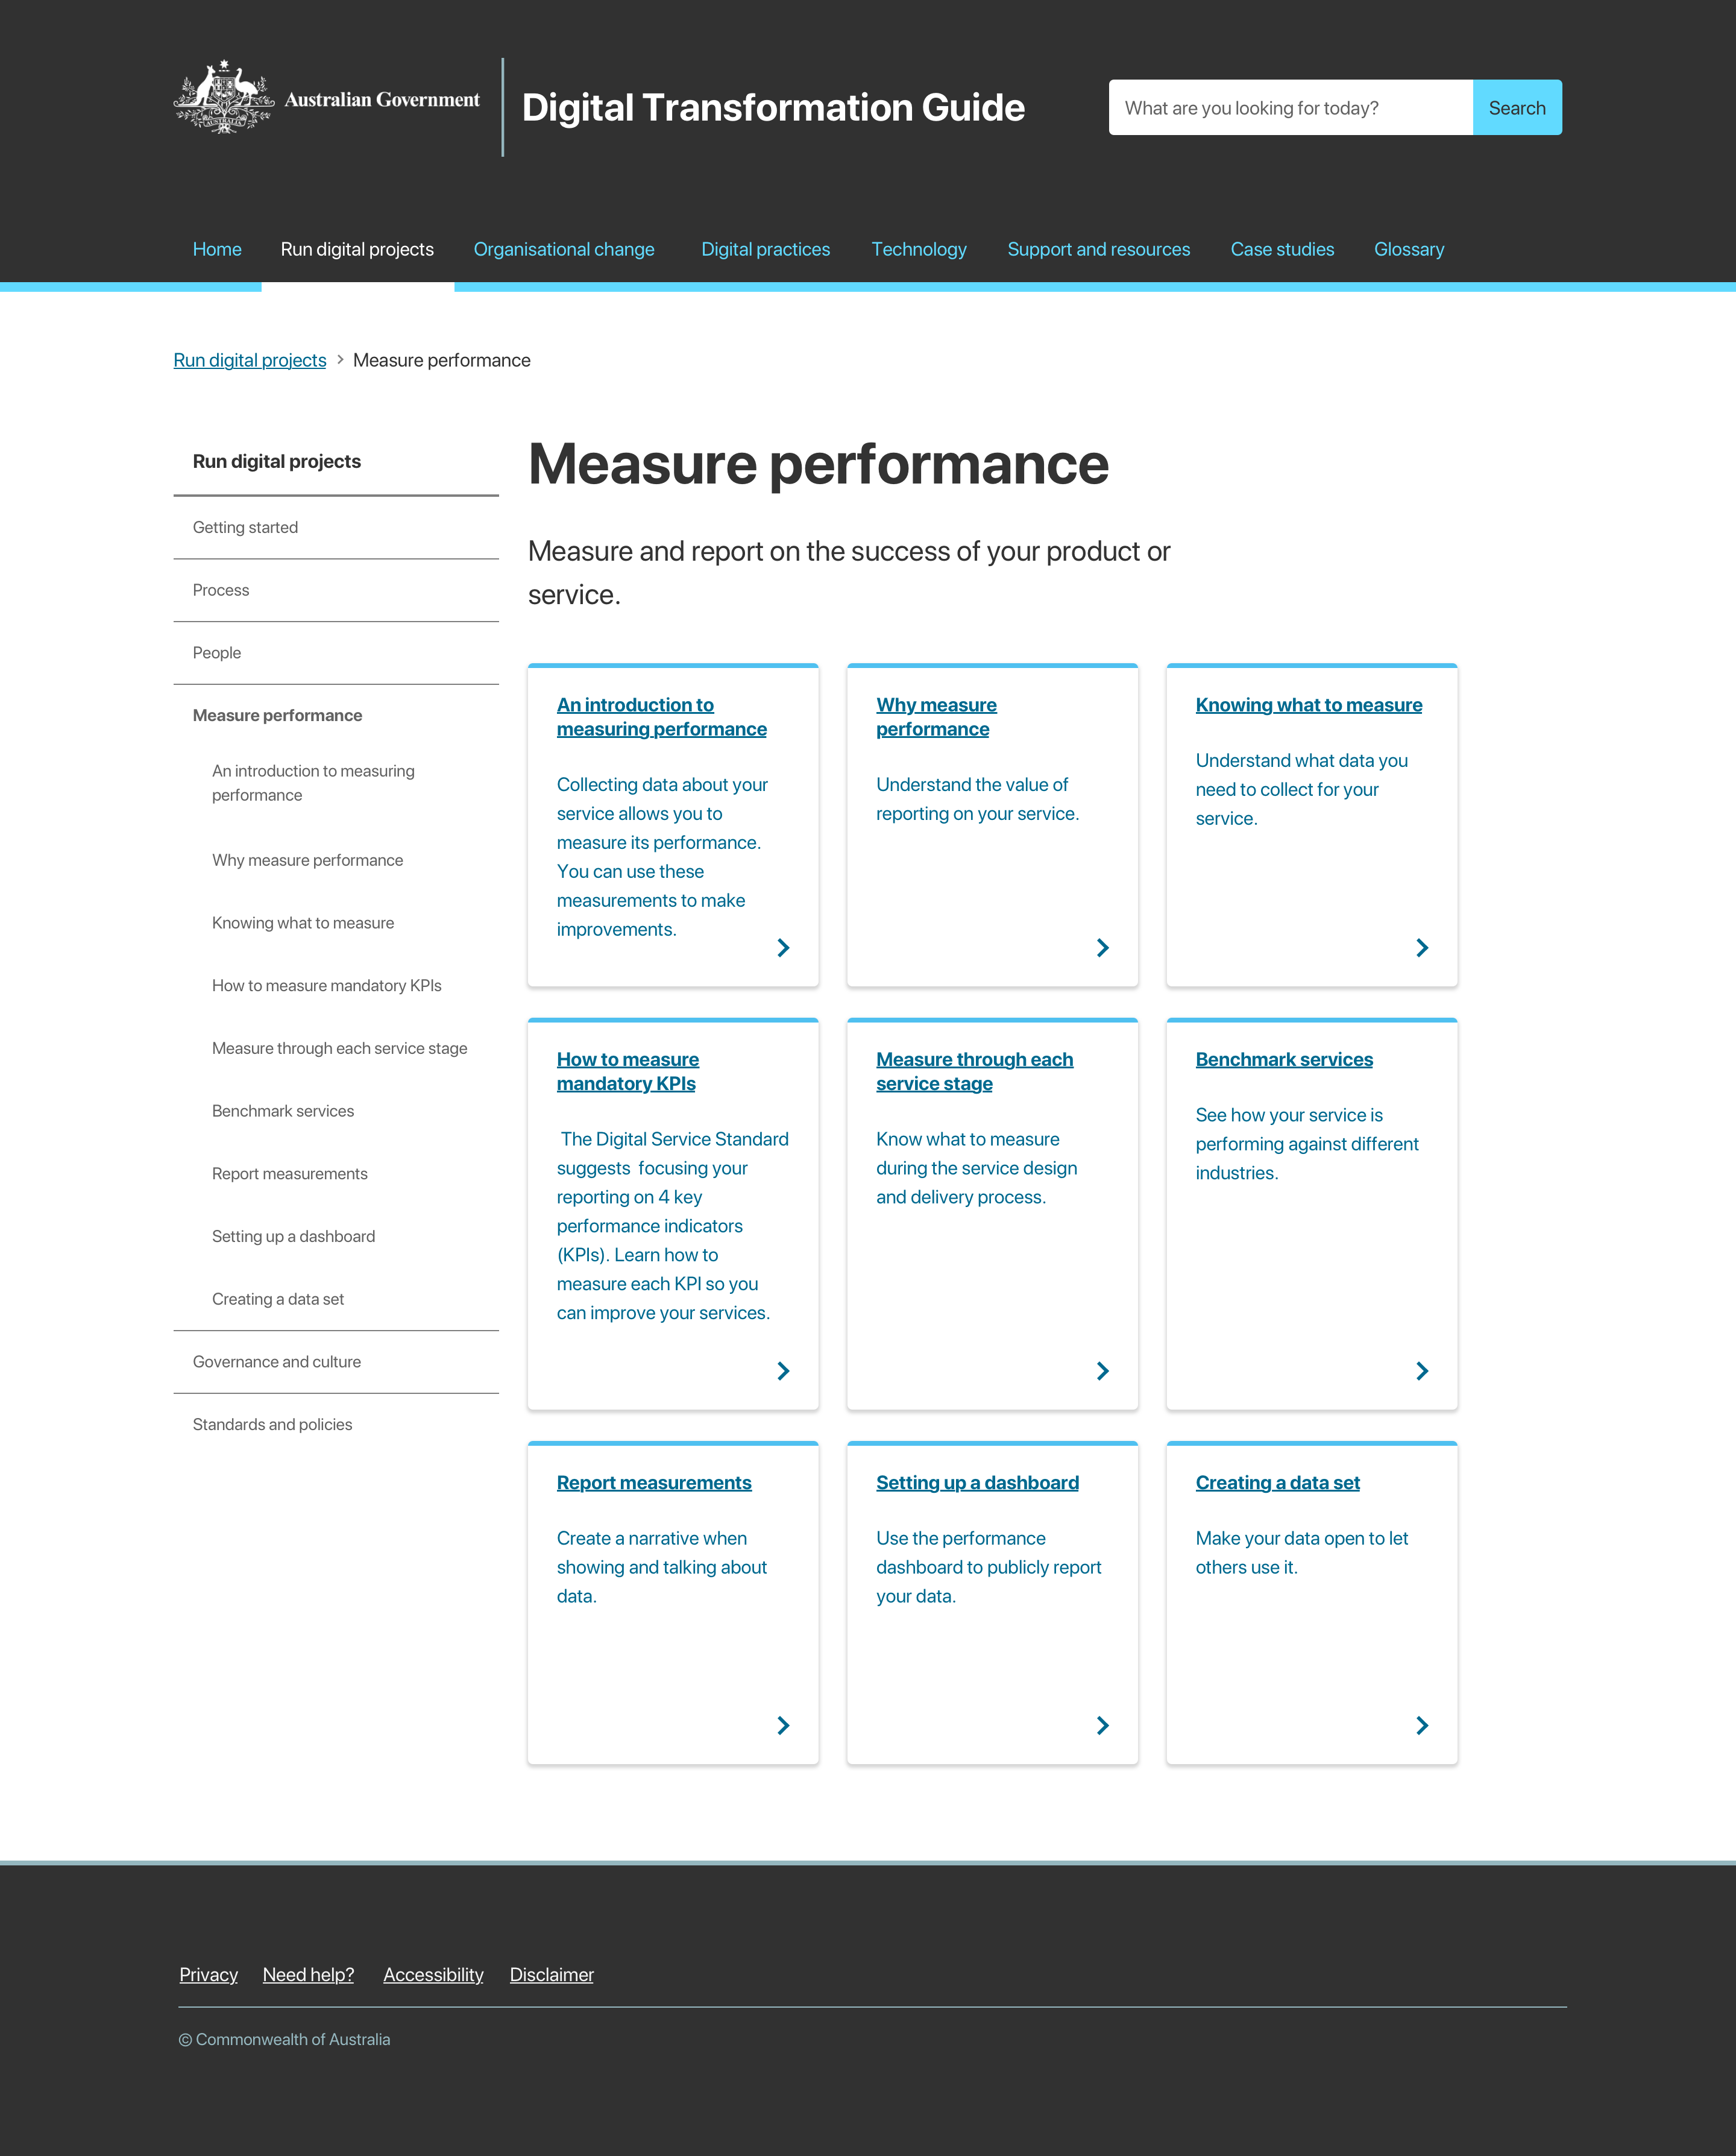 Australian Government
Digital Transformation Guide
What are you looking for today?
Search
Home
Run digital projects
Organisational change
Digital practices
Technology
Support and resources
Case studies
Glossary
Run digital projects
Measure performance
Run digital projects
Getting started
Process
People
Measure performance
An introduction to measuring
performance
Why measure performance
Knowing what to measure
How to measure mandatory KPIs
Measure through each service stage
Benchmark services
Report measurements
Setting up a dashboard
Creating a data set
Governance and culture
Standards and policies
Measure performance
Measure and report on the success of your product or
service.
An introduction to
measuring performance
Collecting data about your
service allows you to
measure its performance.
You can use these
measurements to make
improvements.
Why measure
performance
Understand the value of
reporting on your service.
Knowing what to measure
Understand what data you
need to collect for your
service.
How to measure
mandatory KPIs
The Digital Service Standard
suggests  focusing your
reporting on 4 key
performance indicators
(KPIs). Learn how to
measure each KPI so you
can improve your services.
Measure through each
service stage
Know what to measure
during the service design
and delivery process.
Benchmark services
See how your service is
performing against different
industries.
Report measurements
Create a narrative when
showing and talking about
data.
Setting up a dashboard
Use the performance
dashboard to publicly report
your data.
Creating a data set
Make your data open to let
others use it.
Privacy
Need help?
Accessibility
Disclaimer
© Commonwealth of Australia